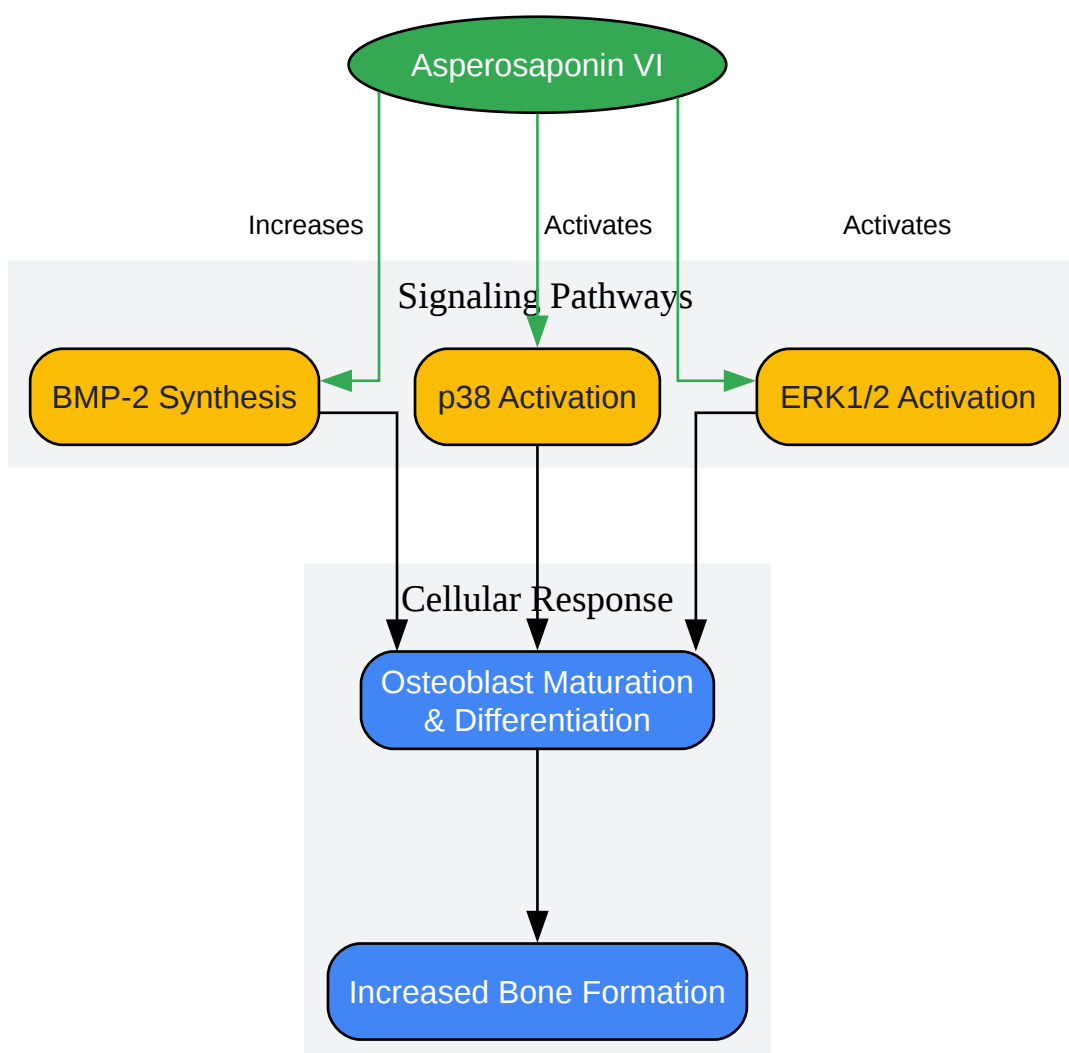 Asperosaponin VI
Increases
Activates
Activates
Signaling Pathways
BMP-2 Synthesis
p38 Activation
ERK1/2 Activation
Cellular Response
Osteoblast Maturation
& Differentiation
Increased Bone Formation